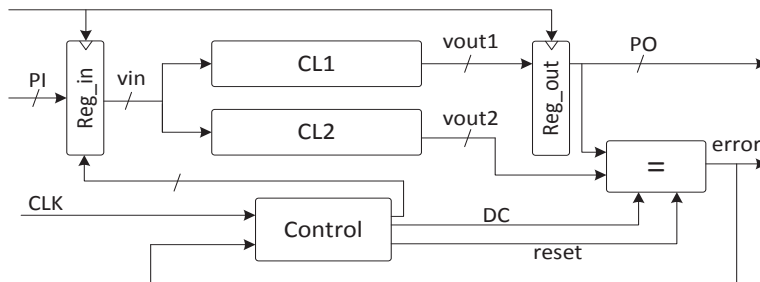 PI
Reg_in
vin
CL1
vout1
Reg_out
PO
CL2
vout2
error
=
CLK
Control
DC
reset